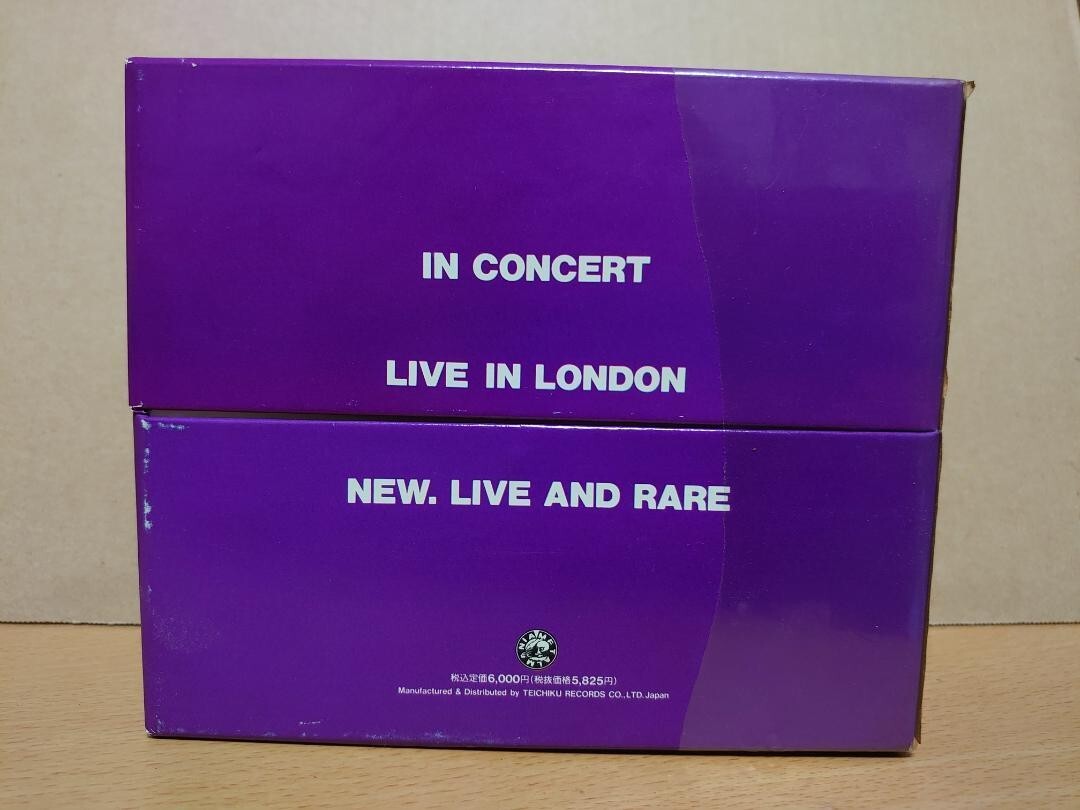 IN CONCERT
LIVE IN LONDON
NEW. LIVE AND RARE
METALMANIA
税込定価6,000円(税抜価格5,825円)
Manufactured & Distributed by TEICHIKU RECORDS CO.,LTD.Japan